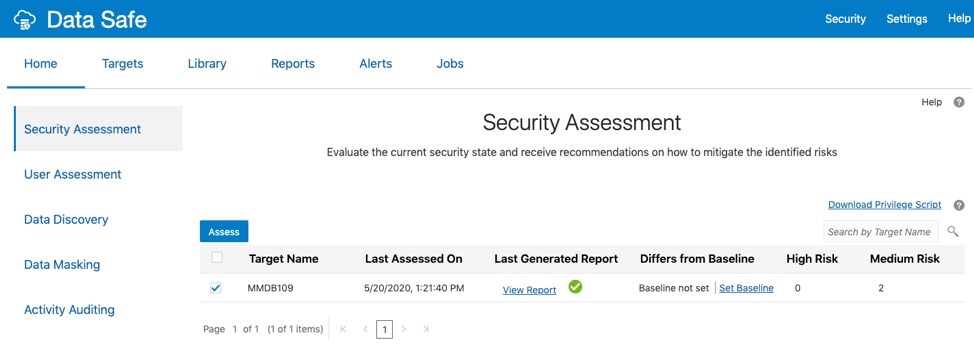 Data Safe
Security Settings Help
Home Targets Library Reports Alerts Jobs
Help ?
Security Assessment
Security Assessment
Evaluate the current security state and receive recommendations on how to mitigate the identified risks
User Assessment
Data Discovery
Data Masking
Activity Auditing
Download Privilege Script ?
Assess Search by Target Name
Target Name Last Assessed On Last Generated Report Differs from Baseline High Risk Medium Risk
MMDB109 5/20/2020, 1:21:40 PM View Report Baseline not set | Set Baseline 0 2
Page 1 of 1 (1 of 1 items) 1